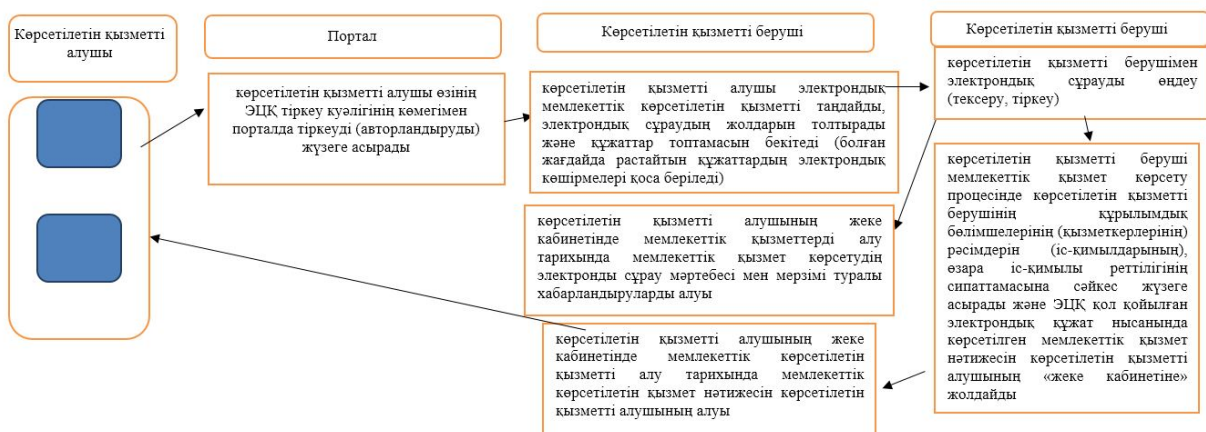 Көрсетілетін қызметті
алушы
Портал
Көрсетілетін қызметті беруші
Көрсетілетін қызметті беруші
көрсетілетін қызметті алушы өзінің
ЭЦҚ тіркеу куәлігінің көмегімен
порталда тіркеуді (авторландыруды)
жүзеге асырады
көрсетілетін қызметті алушы электрондық
мемлекеттік көрсетілетін қызметті таңдайды,
электрондық сұраудың жолдарын толтырады
және құжаттар топтамасын бекітеді (болған
жағдайда растайтын құжаттардың электрондық
көшірмелері қоса беріледі)
көрсетілетін қызметті берушімен
электрондық сұрауды өңдеу
(тексеру, тіркеу)
көрсетілетін қызметті алушының жеке
кабинетінде мемлекеттік қызметтерді алу
тарихында мемлекеттік қызмет көрсетудің
электронды сұрау мәртебесі мен мерзімі туралы
хабарландыруларды алуы
көрсетілетін қызметті беруші
мемлекеттік қызмет көрсету
процесінде көрсетілетін қызметті
берушінің құрылымдық
бөлімшелерінің (қызметкерлерінің)
рәсімдерін (іс-қимылдарының),
өзара іс-қимылы реттілігінің
сипаттамасына сәйкес жүзеге
асырады және ЭЦҚ қол қойылған
электрондық құжат нысанында
көрсетілген мемлекеттік қызмет
нәтижесін көрсетілетін қызметті
алушының «жеке кабинетіне»
жолдайды
көрсетілетін қызметті алушының жеке
кабинетінде мемлекеттік көрсетілетін
қызметті алу тарихында мемлекеттік
көрсетілетін қызмет нәтижесін көрсетілетін
қызметті алушының алуы